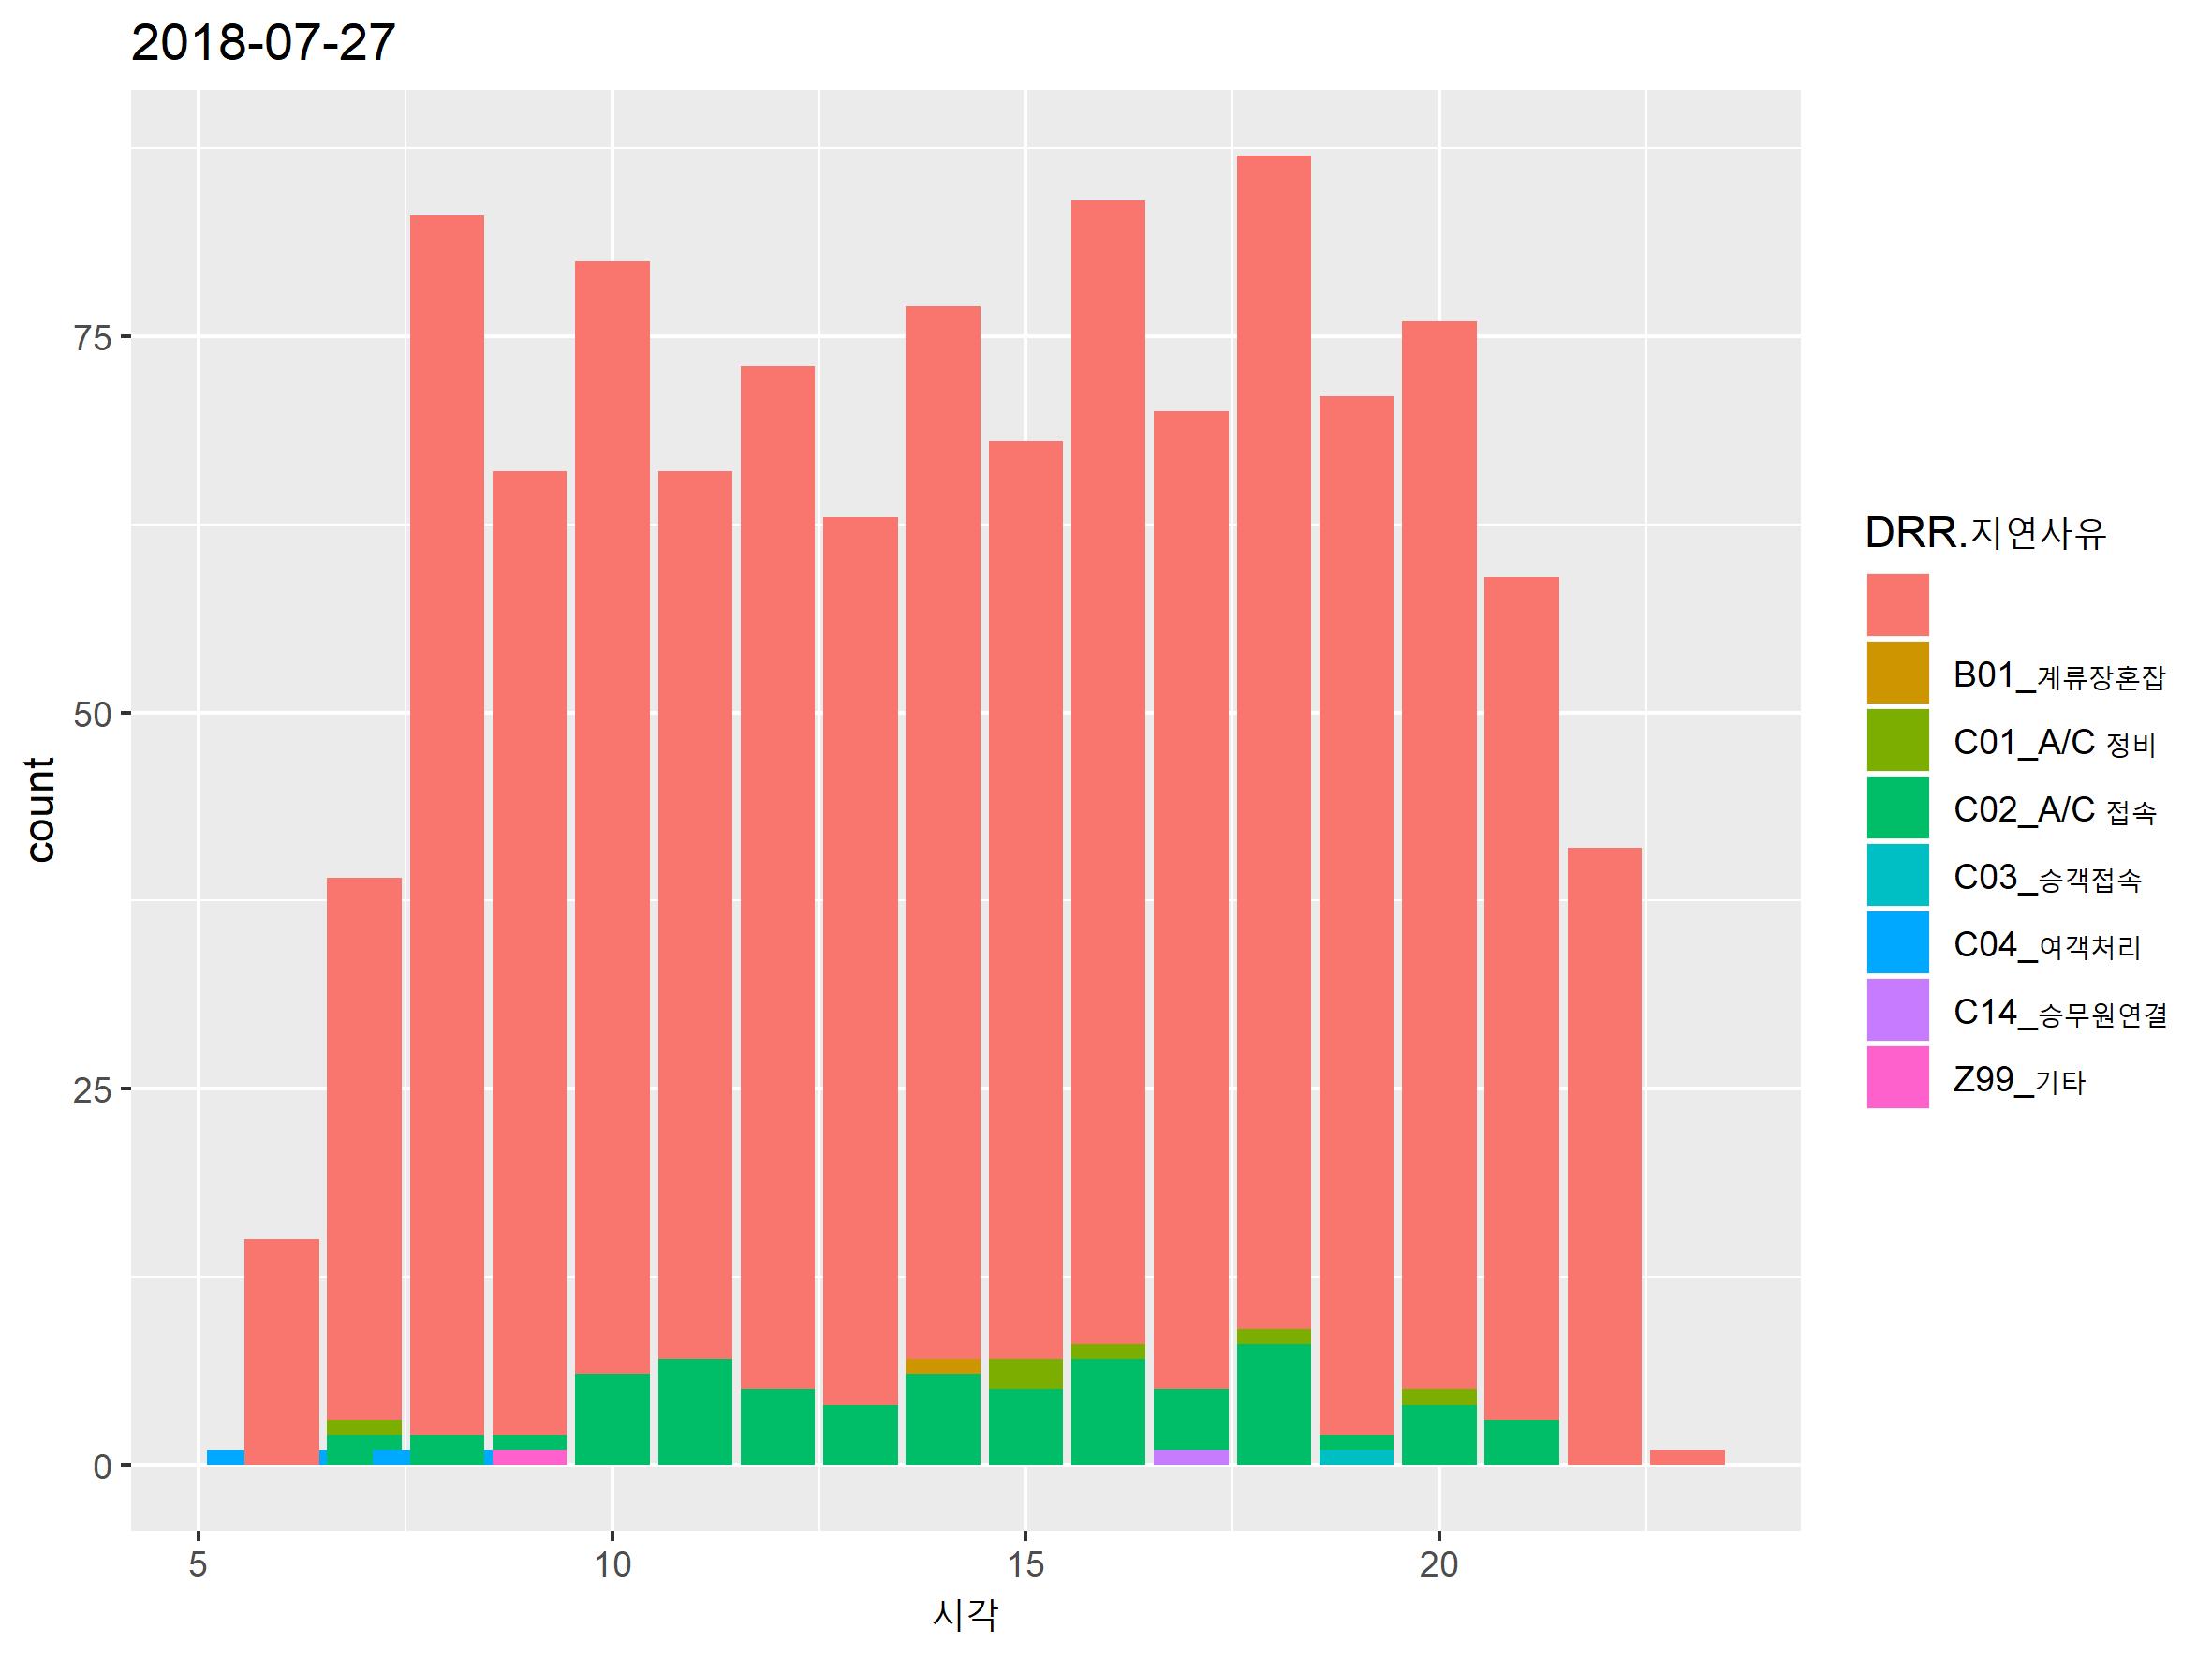 2018-07-27
75
50
25
0
count
5 10 15 20
시각
DRR.지연사유
B01_계류장혼잡
C01_A/C 정비
C02_A/C 접속
C03_승객접속
C04_여객처리
C14_승무원연결
Z99_기타